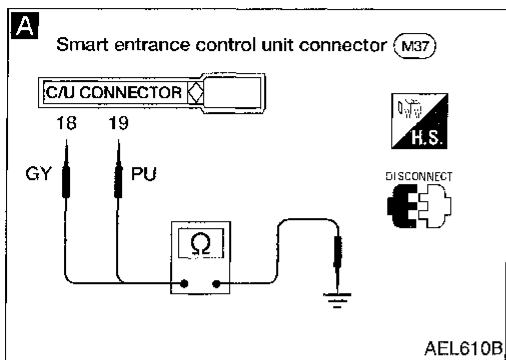 A
Smart entrance control unit connector M37
C/U CONNECTOR
18 19
GY PU
H.S.
DISCONNECT
Ω
AEL610B